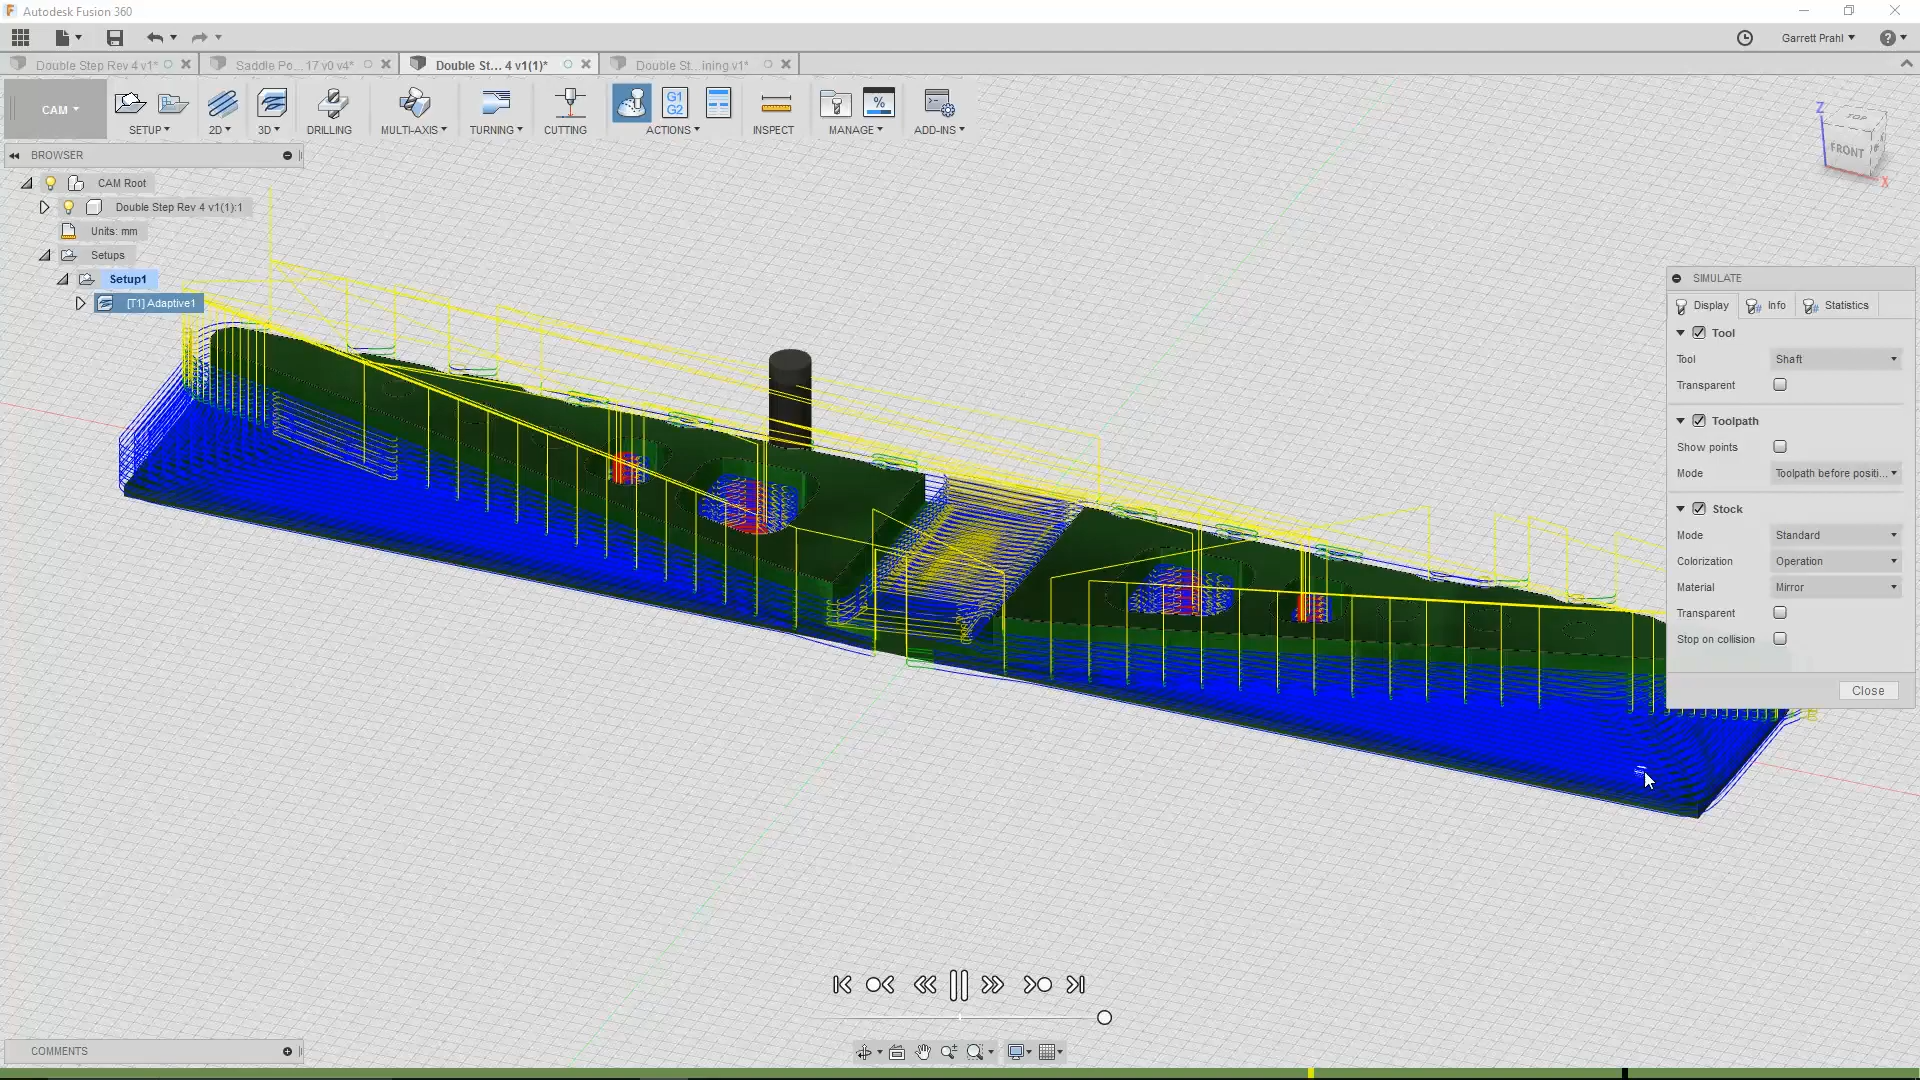 Autodesk Fusion 360
Garrett Prahl
Double Step Rev 4 v1*
Saddle Po... 17 v0 v4*
Double St... 4 v1(1)*
Double St... ining v1*
CAM
SETUP
2D
3D
DRILLING
MULTI-AXIS
TURNING
CUTTING
G1
G2
ACTIONS
INSPECT
%
MANAGE
ADD-INS
BROWSER
CAM Root
Double Step Rev 4 v1(1):1
Units: mm
Setups
Setup1
[T1] Adaptive1
Z
TOP
FRONT
X
SIMULATE
Display
Info
Statistics
Tool
Tool Shaft
Transparent
Toolpath
Show points
Mode Toolpath before positi...
Stock
Mode Standard
Colorization Operation
Material Mirror
Transparent
Stop on collision
Close
COMMENTS